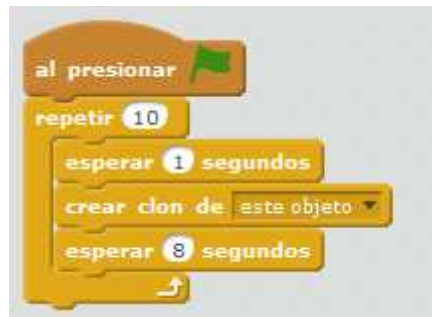 al presionar
repetir 10
esperar 1 segundos
crear clon de este objeto
esperar 8 segundos